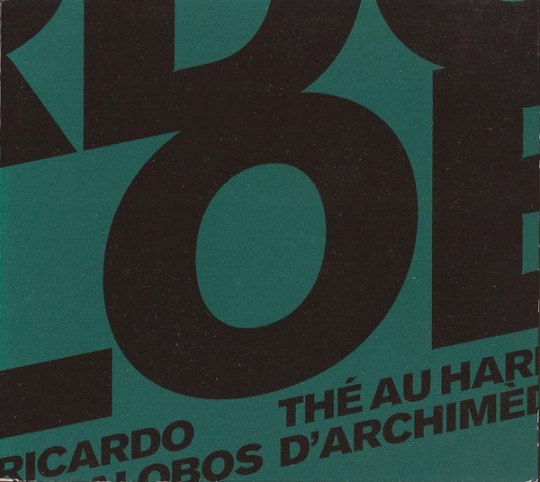 RICARDO
ALOBOS
THÉ AU HAR
D'ARCHIMÈD